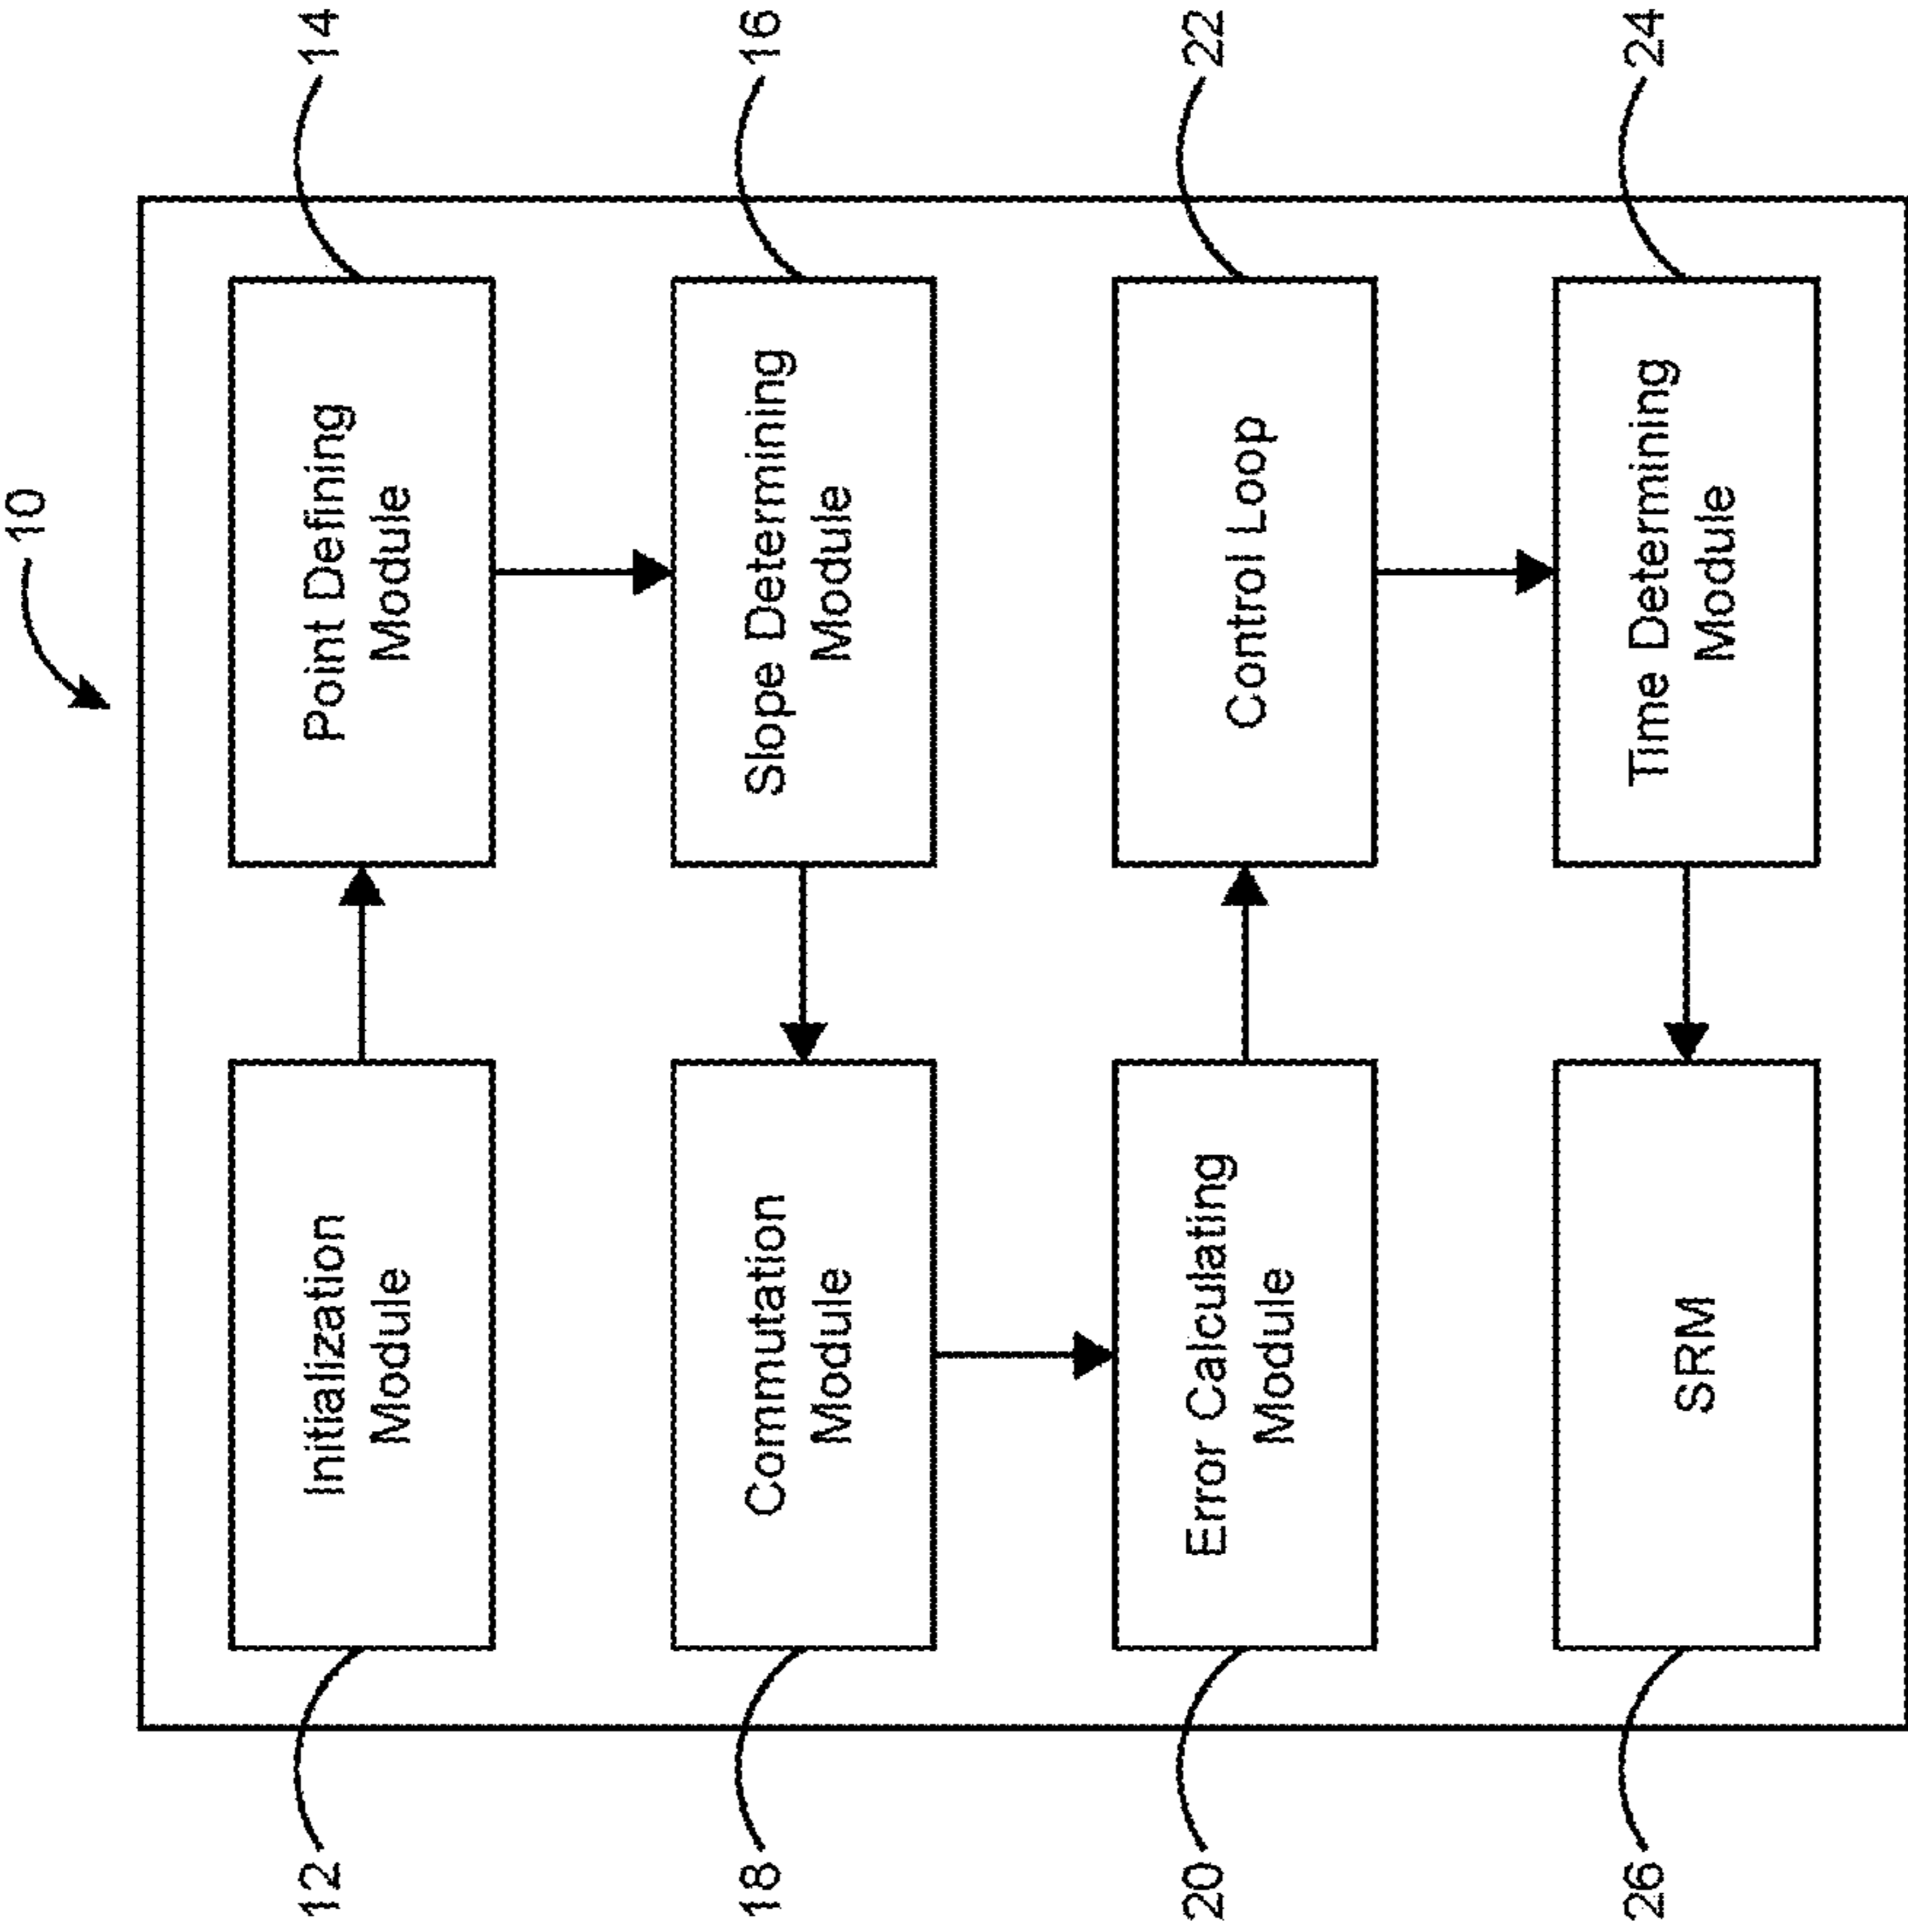 10
12
Initialization
Module
Point Defining
Module
14
18
Commutation
Module
Slope Determining
Module
16
20
Error Calculating
Module
Control Loop
22
26
SRM
Time Determining
Module
24